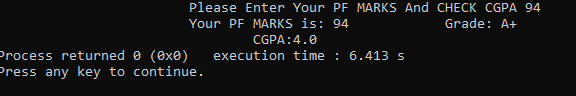 Please Enter Your PF MARKS And CHECK CGPA 94
Your PF MARKS is: 94 Grade: A+
CGPA:4.0
Process returned 0 (0x0) execution time : 6.413 s
Press any key to continue.